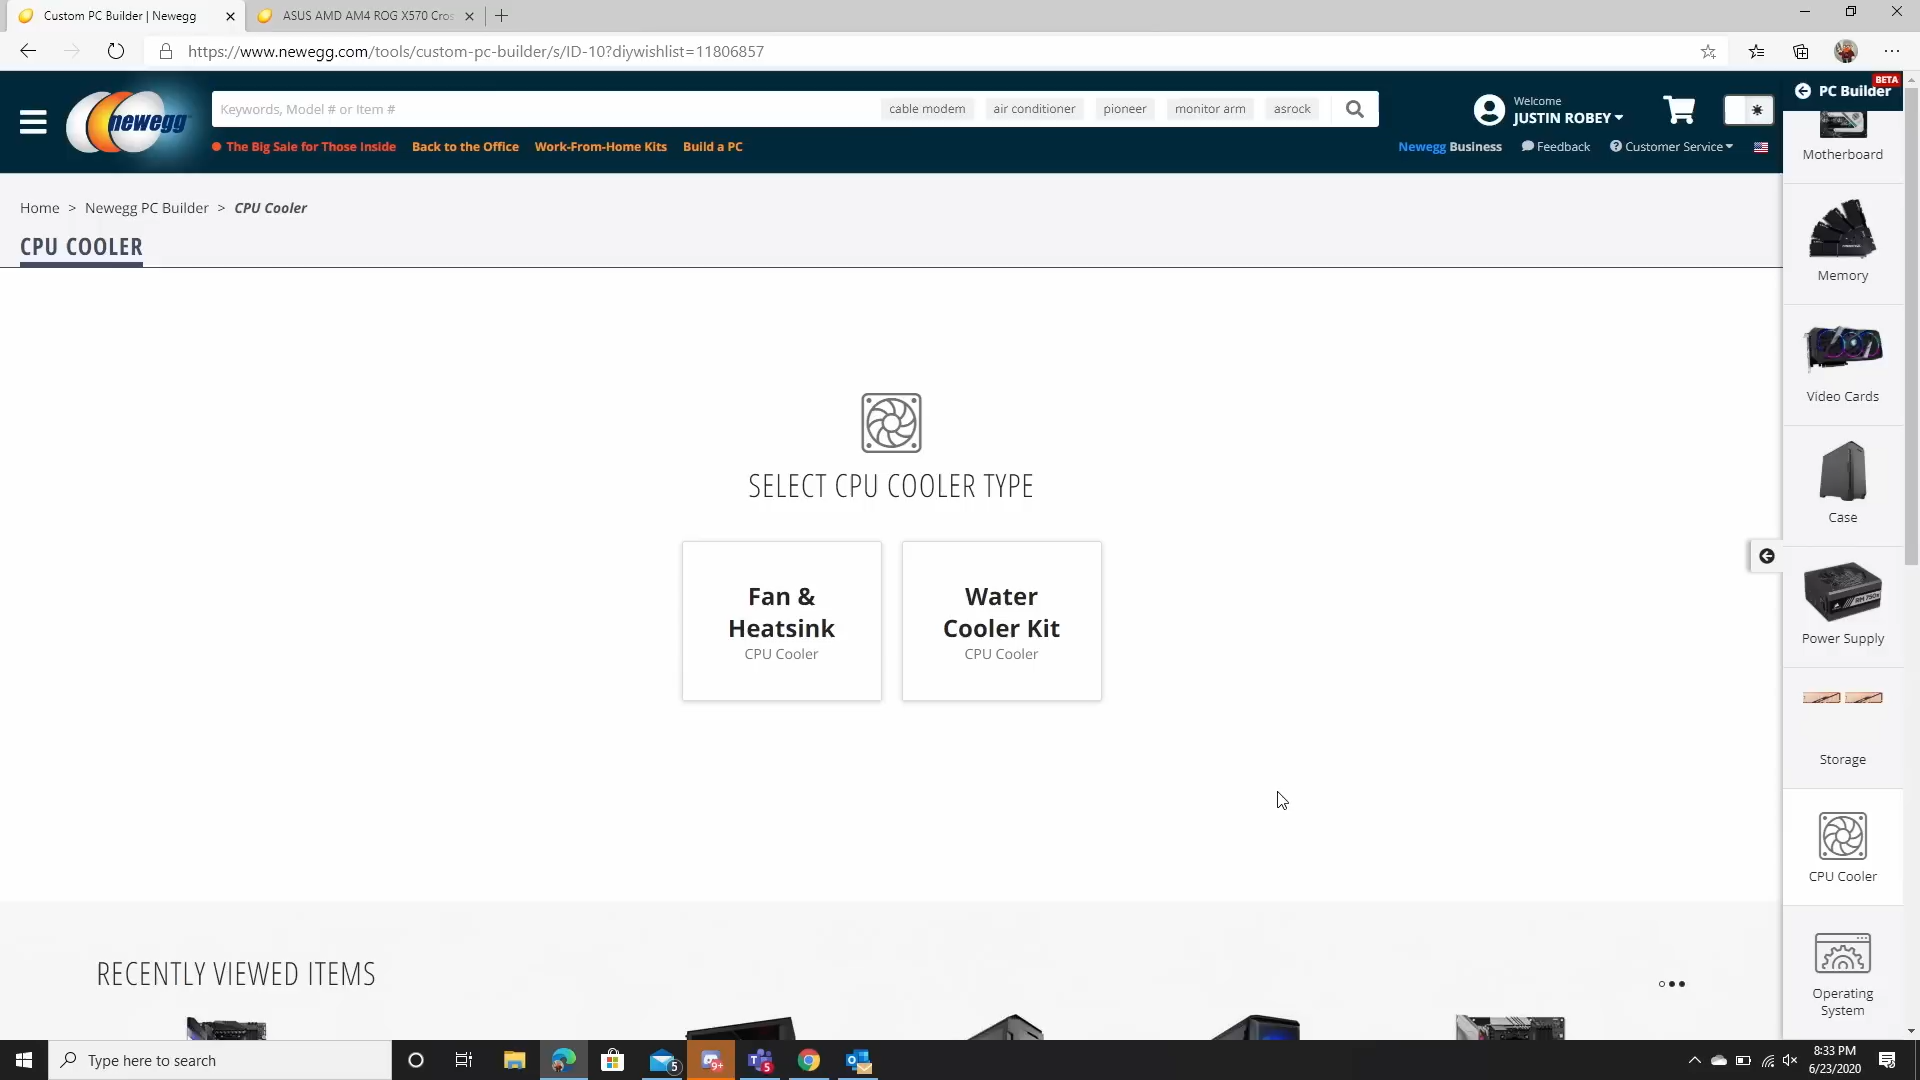 Custom PC Builder | Newegg
ASUS AMD AM4 ROG X570 Cros
https://www.newegg.com/tools/custom-pc-builder/s/ID-10?diywishlist=11806857
newegg
Keywords, Model # or Item #
cable modem
air conditioner
pioneer
monitor arm
asrock
Welcome
JUSTIN ROBEY
BETA
PC Builder
The Big Sale for Those Inside
Back to the Office
Work-From-Home Kits
Build a PC
Newegg Business
Feedback
Customer Service
Home > Newegg PC Builder > CPU Cooler
CPU COOLER
SELECT CPU COOLER TYPE
Fan &
Heatsink
CPU Cooler
Water
Cooler Kit
CPU Cooler
Motherboard
Memory
Video Cards
Case
RM 750x
Power Supply
Storage
CPU Cooler
Operating
System
RECENTLY VIEWED ITEMS
Type here to search
5
9+
5
8:33 PM
6/23/2020